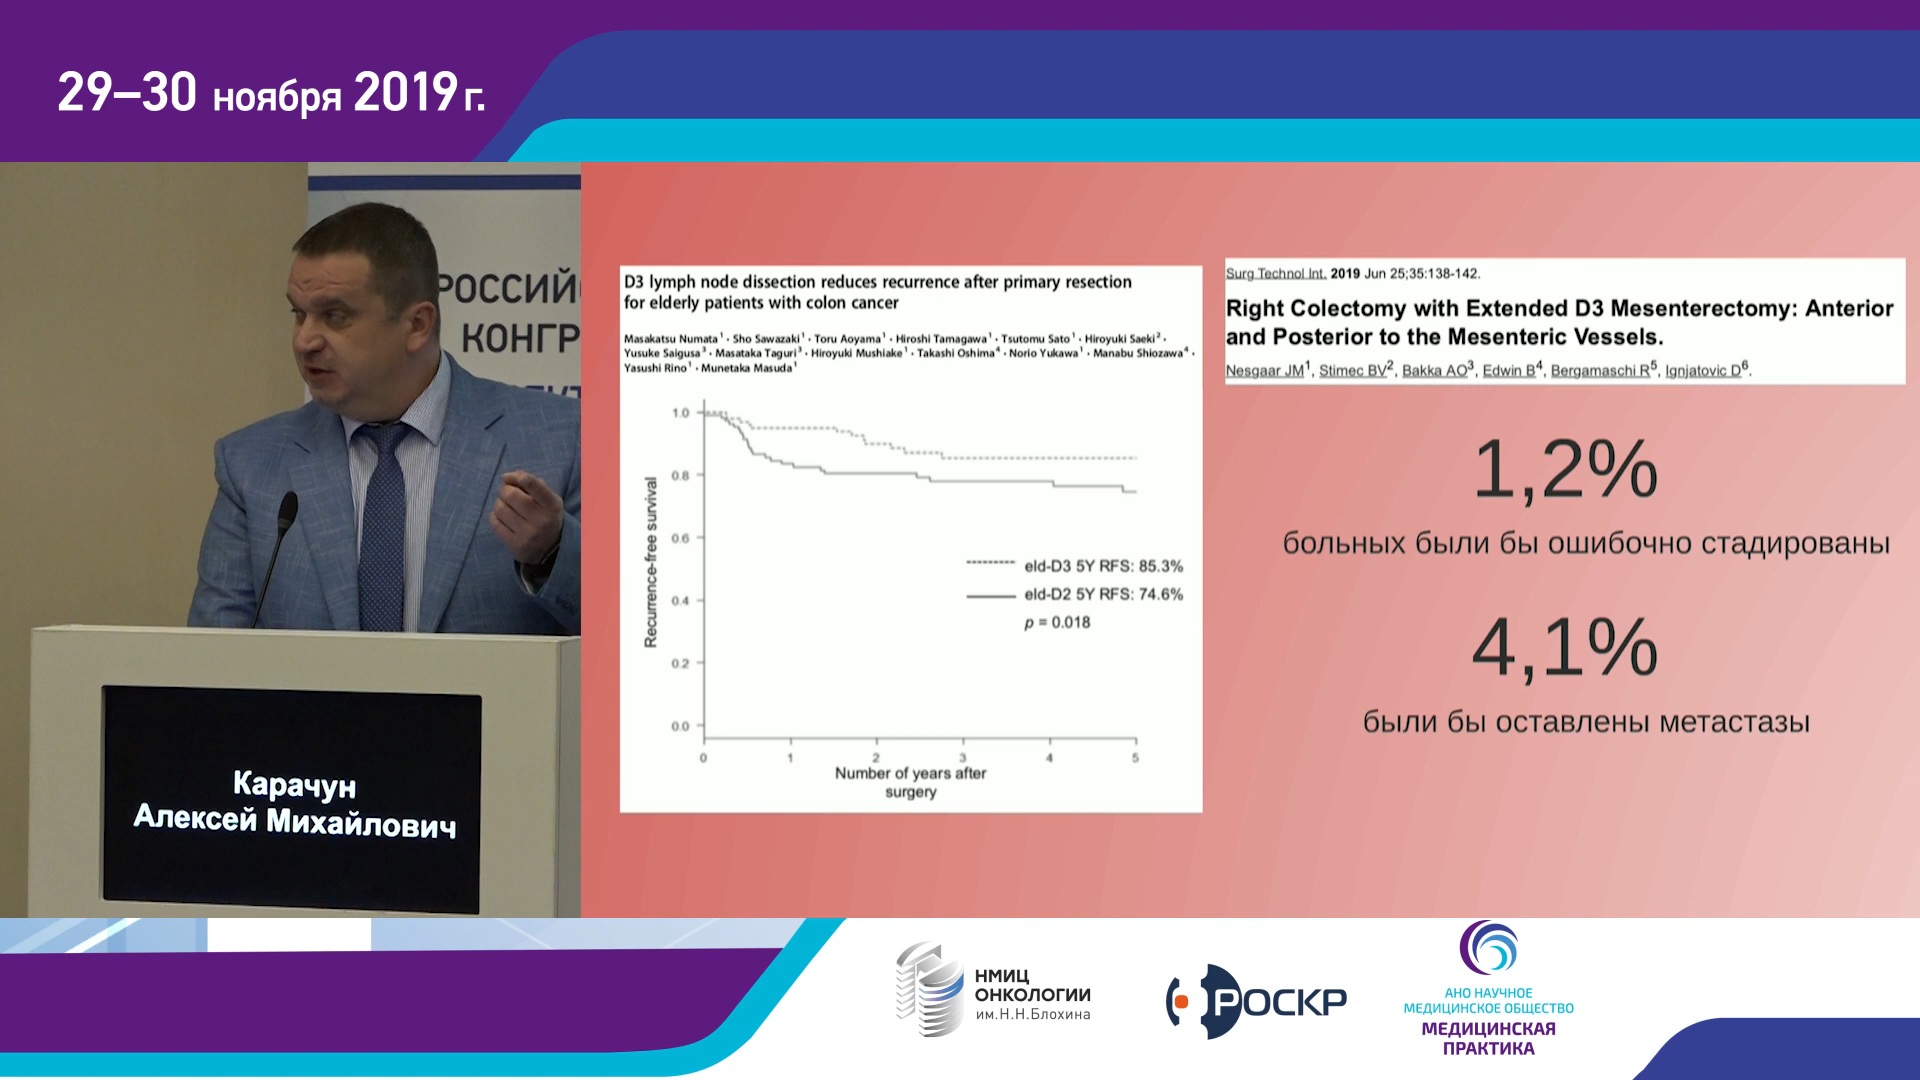 29–30 ноября 2019 г.
РОССИЙ
КОНГР
Карачун
Алексей Михайлович
D3 lymph node dissection reduces recurrence after primary resection
for elderly patients with colon cancer
Masakatsu Numata1 · Sho Sawazaki1 · Toru Aoyama1 · Hiroshi Tamagawa1 · Tsutomu Sato1 · Hiroyuki Saeki2 ·
Yusuke Saigusa3 · Masataka Taguri3 · Hiroyuki Mushiake1 · Takashi Oshima4 · Norio Yukawa1 · Manabu Shiozawa4 ·
Yasushi Rino1 · Munetaka Masuda1
Recurrence-free survival
1.0
0.8
0.6
0.4
0.2
0.0
eld-D3 5Y RFS: 85.3%
eld-D2 5Y RFS: 74.6%
p = 0.018
0 1 2 3 4 5
Number of years after
surgery
Surg Technol Int. 2019 Jun 25;35:138-142.
Right Colectomy with Extended D3 Mesenterectomy: Anterior
and Posterior to the Mesenteric Vessels.
Nesgaar JM1, Stimec BV2, Bakka AO3, Edwin B4, Bergamaschi R5, Ignjatovic D6.
1,2%
больных были бы ошибочно стадированы
4,1%
были бы оставлены метастазы
НМИЦ
ОНКОЛОГИИ
им.Н.Н.Блохина
РОСКР
АНО НАУЧНОЕ
МЕДИЦИНСКОЕ ОБЩЕСТВО
МЕДИЦИНСКАЯ
ПРАКТИКА